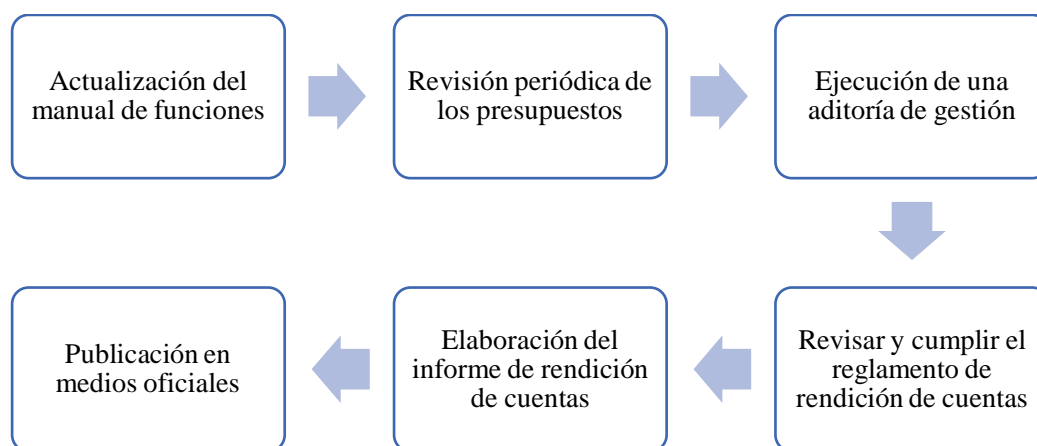 Actualización del
manual de funciones
Revisión periódica de
los presupuestos
Ejecución de una
aditoría de gestión
Revisar y cumplir el
reglamento de
rendición de cuentas
Elaboración del
informe de rendición
de cuentas
Publicación en
medios oficiales